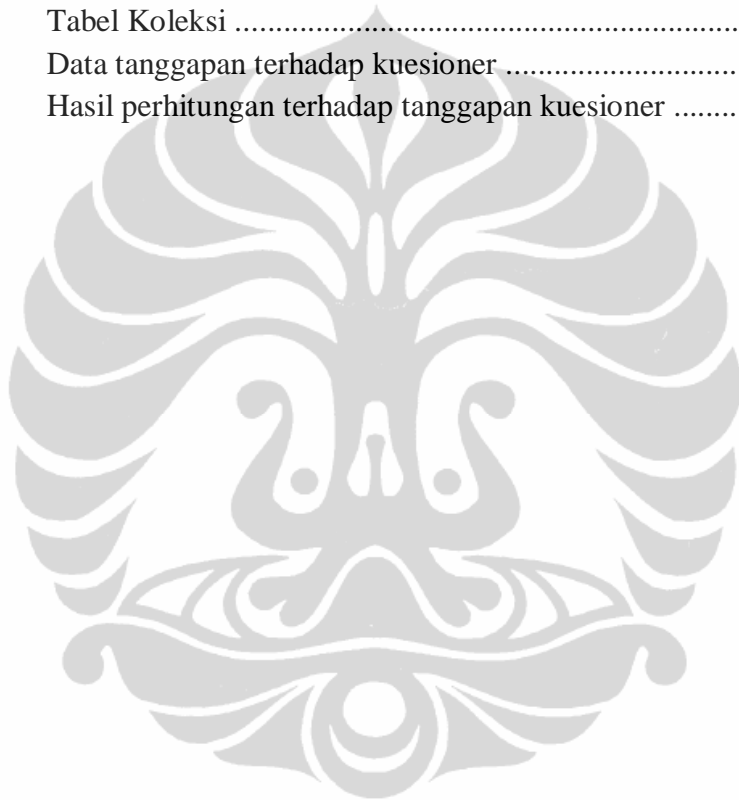 Tabel Koleksi ........................................................
Data tanggapan terhadap kuesioner ..........................
Hasil perhitungan terhadap tanggapan kuesioner ........